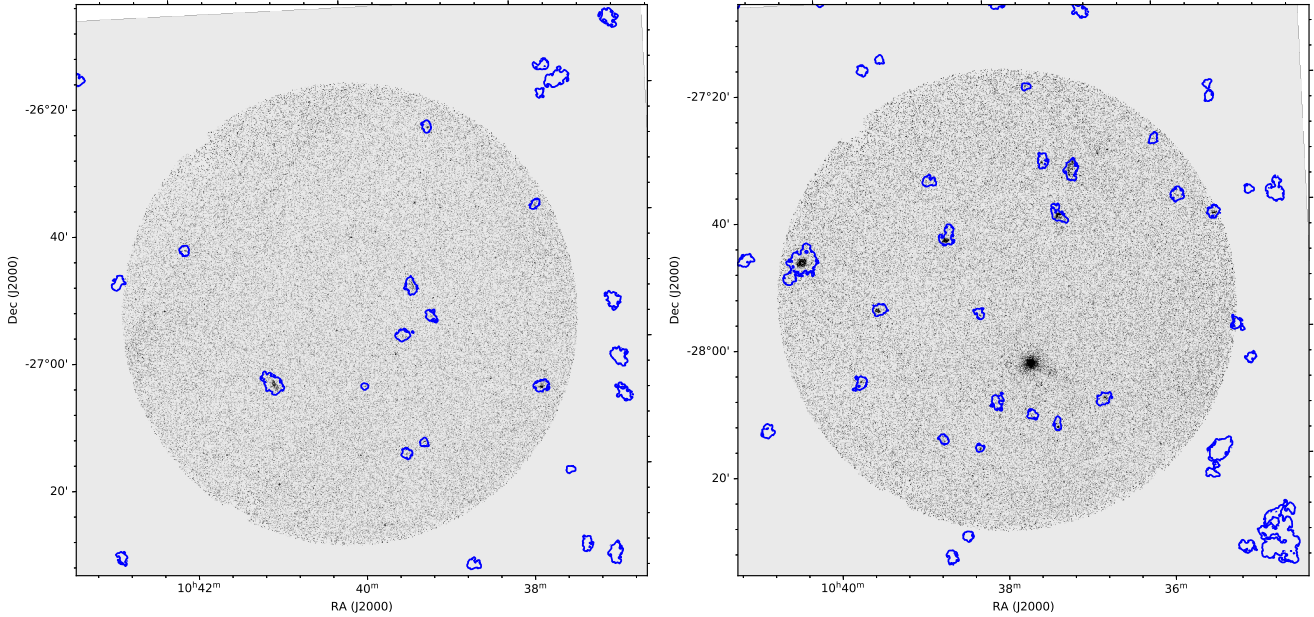 -26°20'
40'
-27°00'
20'
10ʰ42ᵐ
40ᵐ
38ᵐ
RA (J2000)
Dec (J2000)
-27°20'
40'
-28°00'
20'
10ʰ40ᵐ
38ᵐ
36ᵐ
RA (J2000)
Dec (J2000)